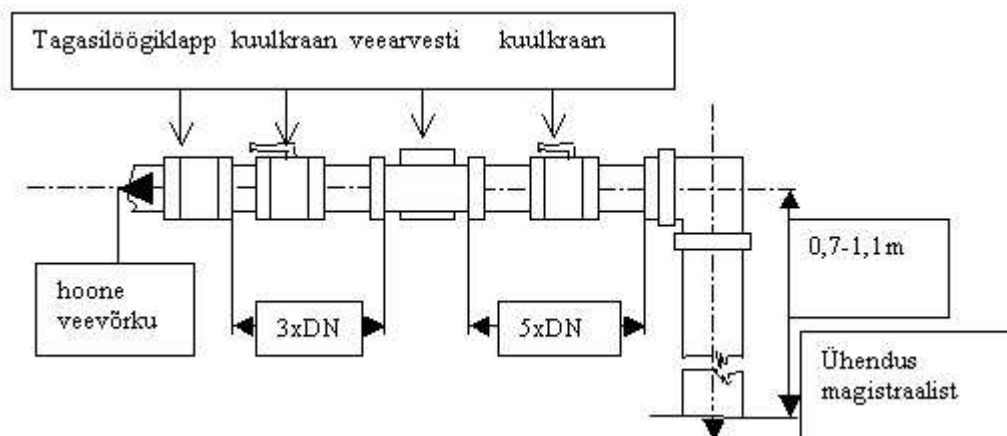 Tagasilöögiklapp kuulkraan veearvesti kuulkraan
0,7-1,1m
hoone
veevõrku
3xDN
5xDN
Ühendus
magistraalist